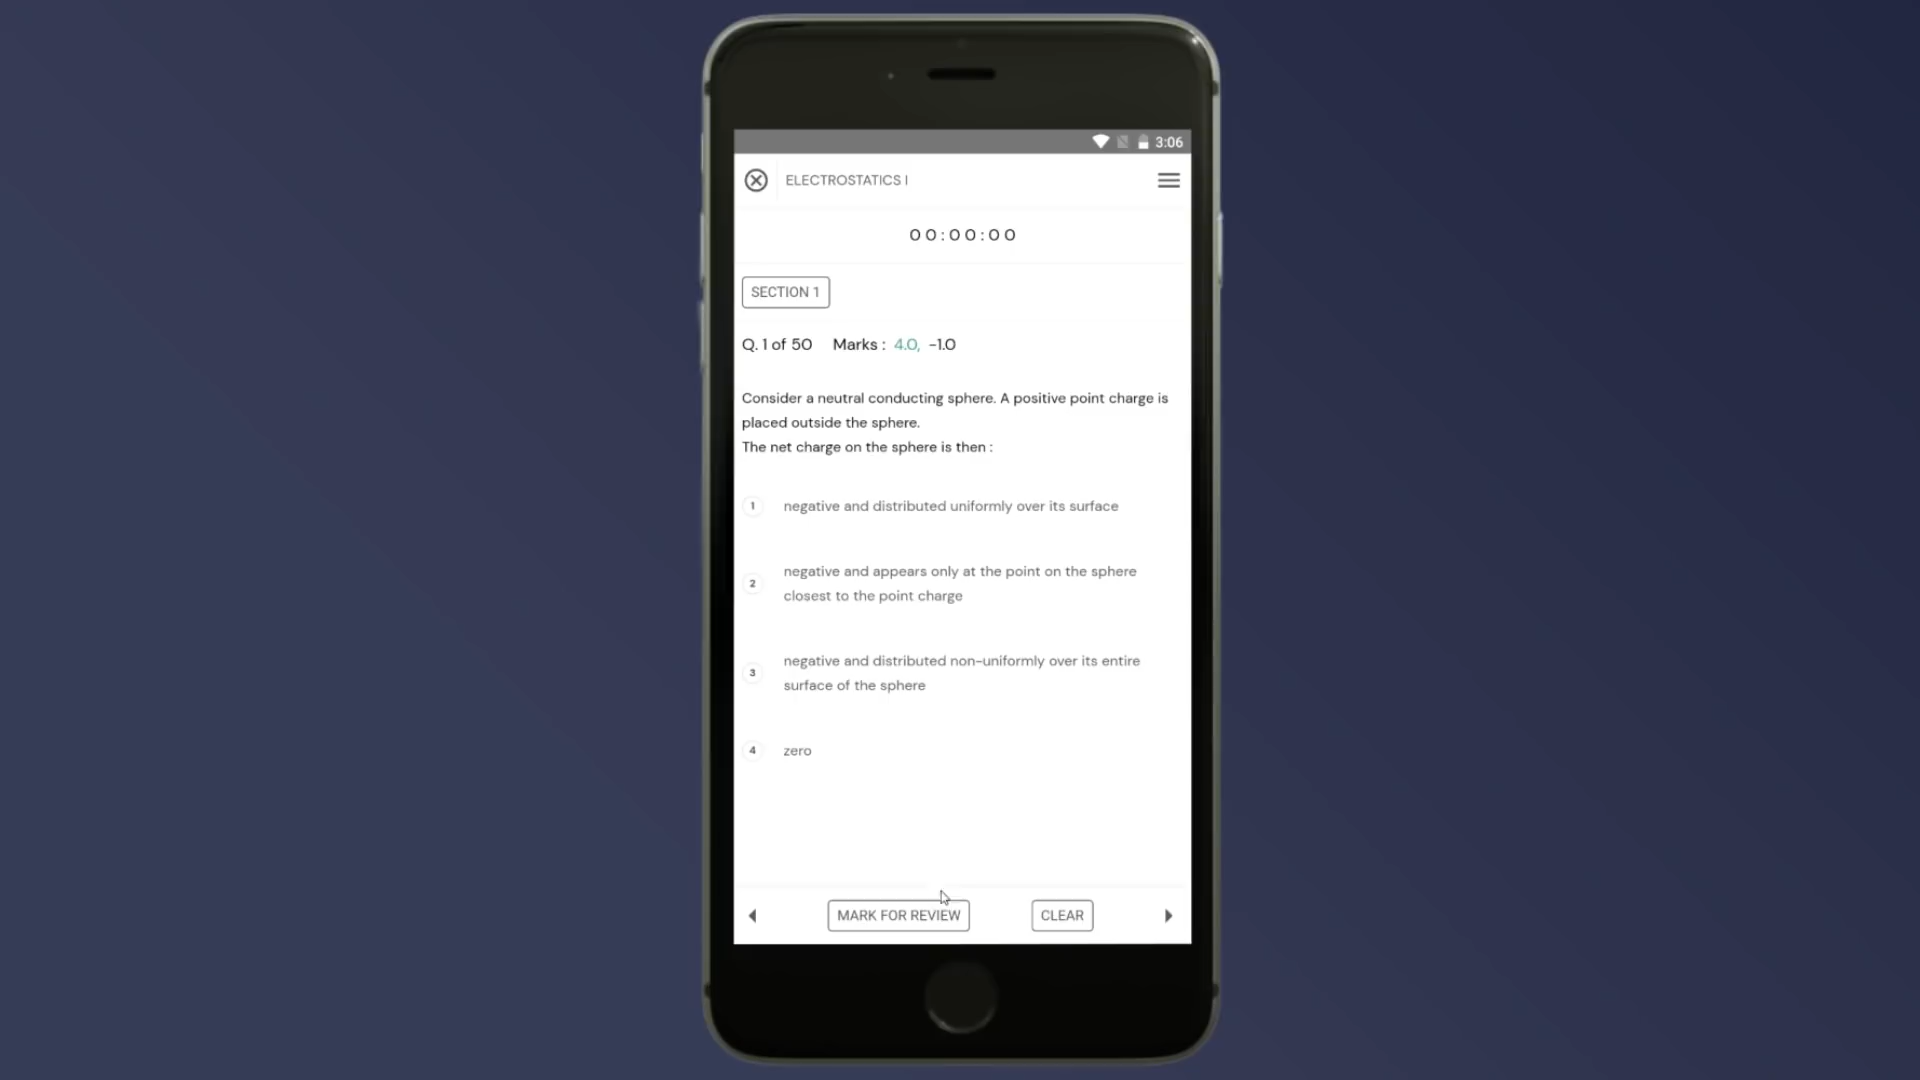 3:06
ELECTROSTATICS I
00:00:00
SECTION 1
Q. 1 of 50 Marks : 4.0, -1.0
Consider a neutral conducting sphere. A positive point charge is
placed outside the sphere.
The net charge on the sphere is then :
1 negative and distributed uniformly over its surface
2 negative and appears only at the point on the sphere
closest to the point charge
3 negative and distributed non-uniformly over its entire
surface of the sphere
4 zero
MARK FOR REVIEW CLEAR